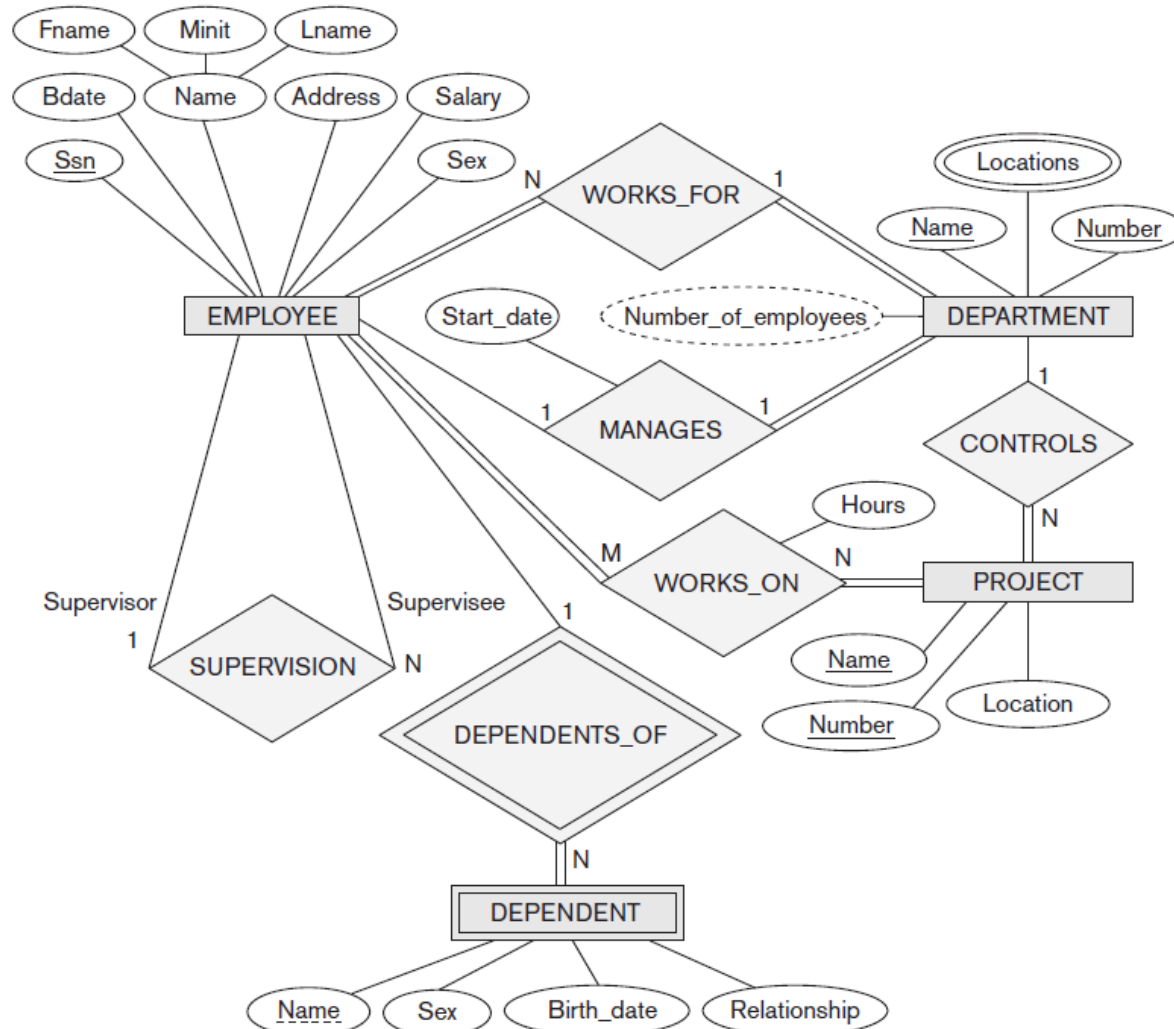 Fname
Minit
Lname
Bdate
Name
Address
Salary
Ssn
Sex
N
WORKS_FOR
1
Locations
Name
Number
EMPLOYEE
Start_date
Number_of_employees
DEPARTMENT
1
MANAGES
1
1
CONTROLS
N
Hours
M
WORKS_ON
N
PROJECT
Supervisor
1
SUPERVISION
Supervisee
N
1
Name
Number
Location
DEPENDENTS_OF
N
DEPENDENT
Name
Sex
Birth_date
Relationship